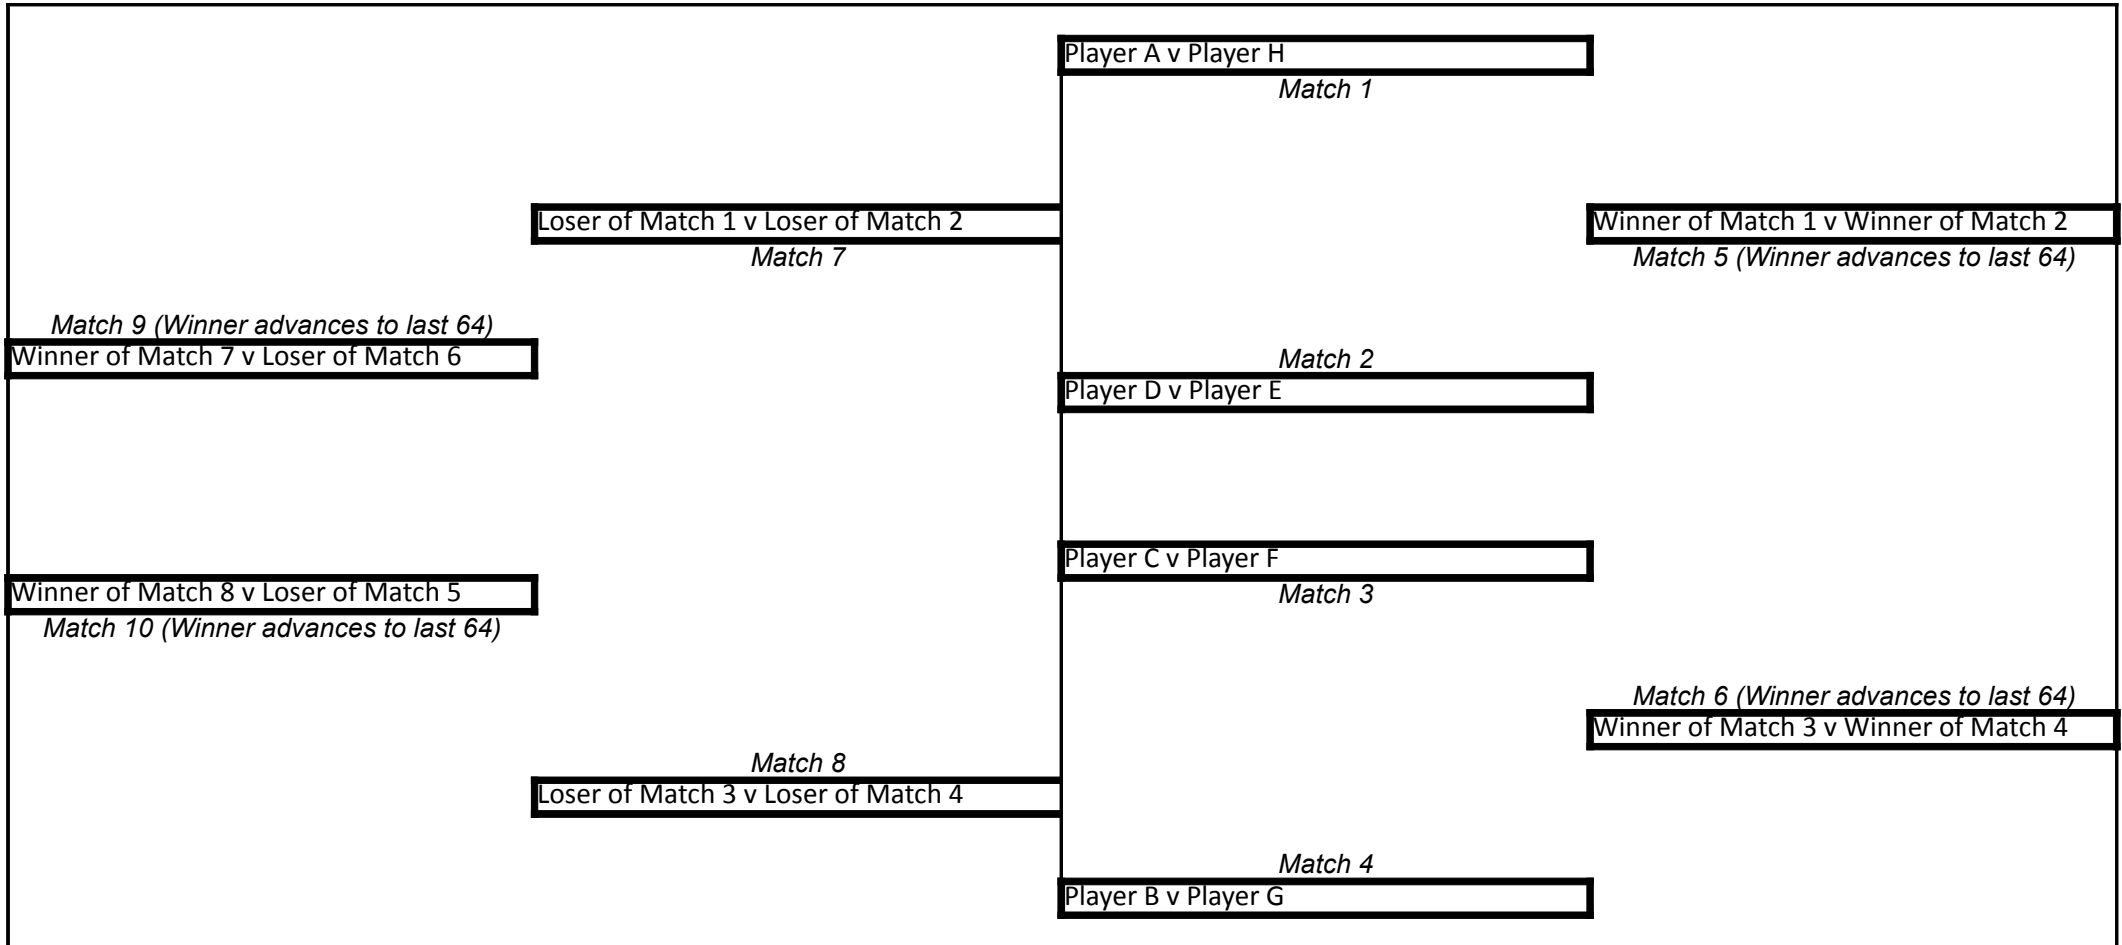 Player A v Player H
Match 1
Loser of Match 1 v Loser of Match 2
Match 7
Winner of Match 1 v Winner of Match 2
Match 5 (Winner advances to last 64)
Match 9 (Winner advances to last 64)
Winner of Match 7 v Loser of Match 6
Match 2
Player D v Player E
Player C v Player F
Match 3
Winner of Match 8 v Loser of Match 5
Match 10 (Winner advances to last 64)
Match 6 (Winner advances to last 64)
Winner of Match 3 v Winner of Match 4
Match 8
Loser of Match 3 v Loser of Match 4
Match 4
Player B v Player G